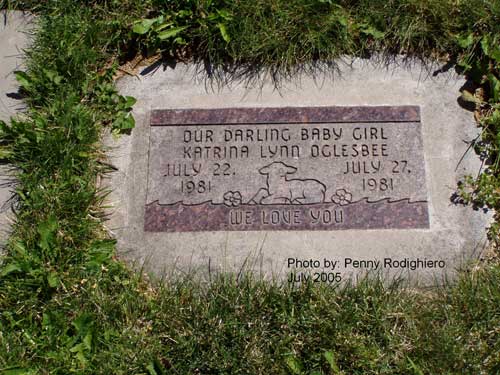 OUR DARLING BABY GIRL
KATRINA LYNN OGLESBEE
JULY 22, JULY 27,
1981 1981
WE LOVE YOU
Photo by: Penny Rodighiero
July 2005